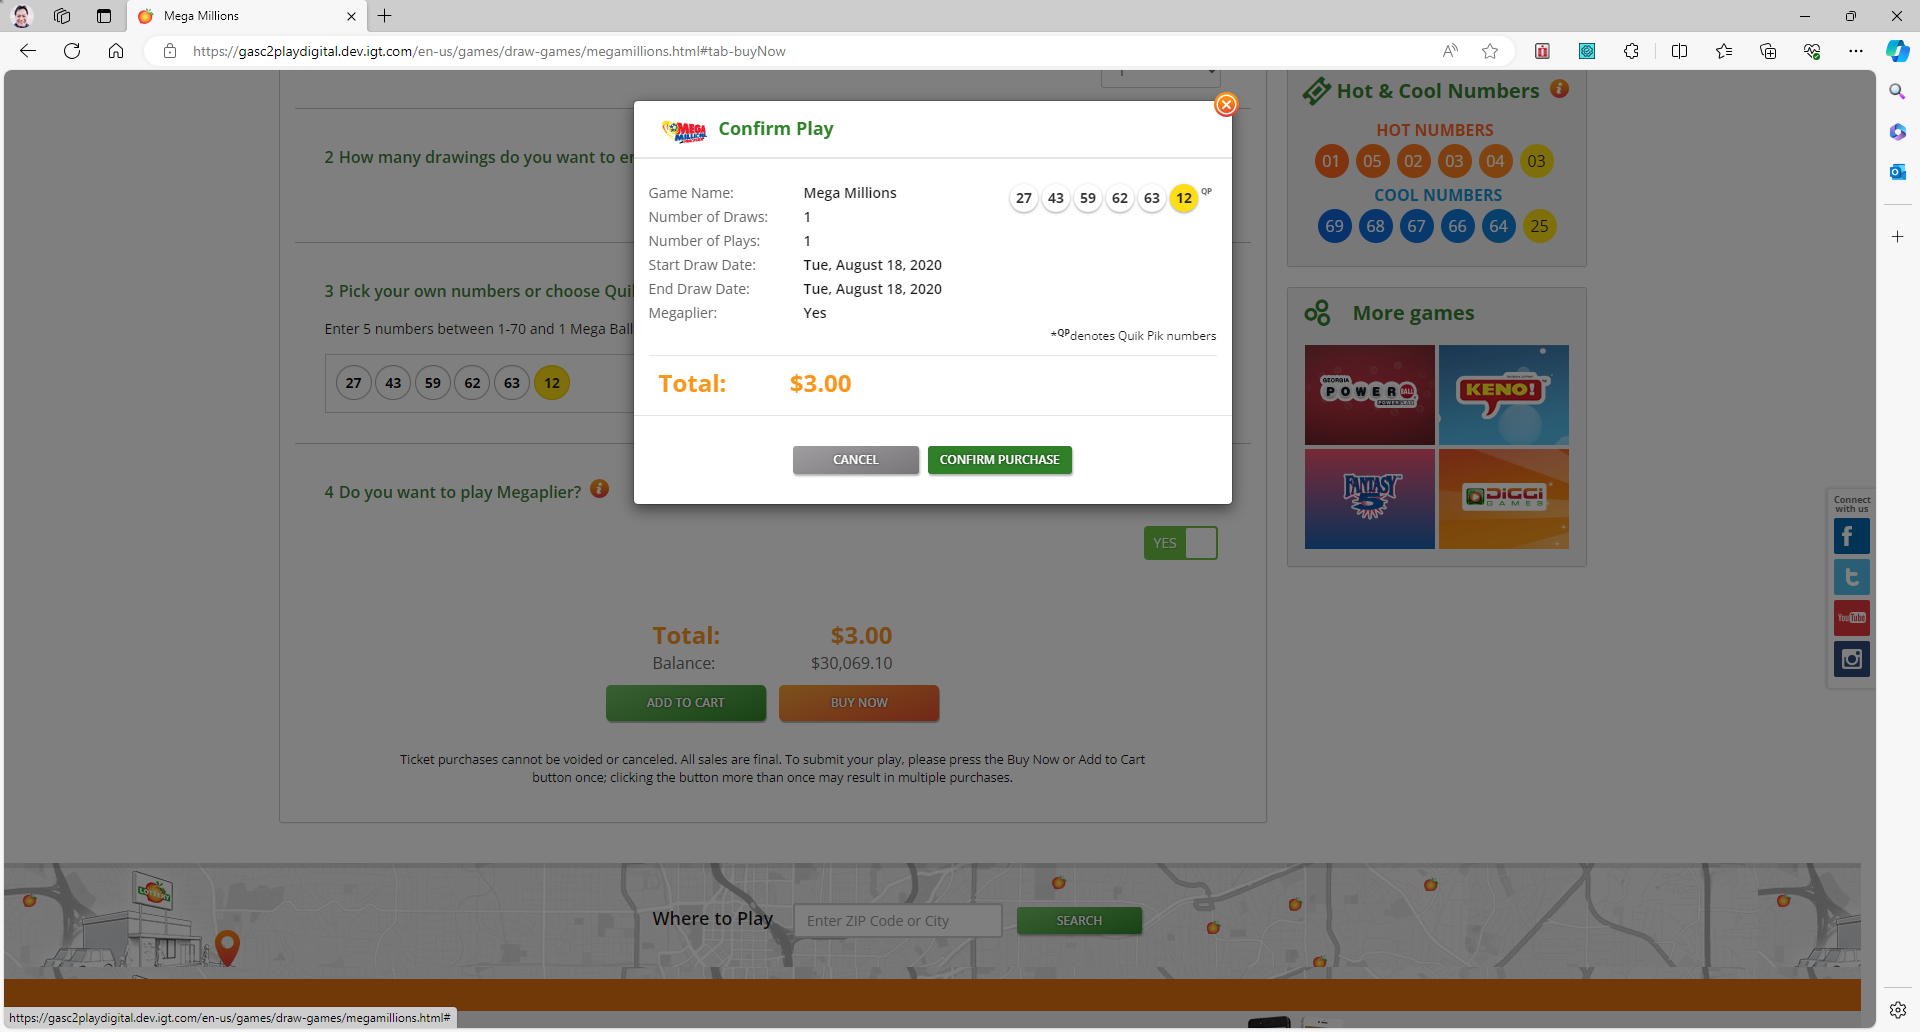 Mega Millions
https://gasc2playdigital.dev.igt.com/en-us/games/draw-games/megamillions.html#tab-buyNow
Confirm Play
Game Name: Mega Millions
Number of Draws: 1
Number of Plays: 1
Start Draw Date: Tue, August 18, 2020
End Draw Date: Tue, August 18, 2020
Megaplier: Yes
27 43 59 62 63 12 QP
*QPdenotes Quik Pik numbers
Total: $3.00
CANCEL CONFIRM PURCHASE
2 How many drawings do you want to en
3 Pick your own numbers or choose Qui
Enter 5 numbers between 1-70 and 1 Mega Ball
27 43 59 62 63 12
4 Do you want to play Megaplier?
YES
Total: $3.00
Balance: $30,069.10
ADD TO CART BUY NOW
Ticket purchases cannot be voided or canceled. All sales are final. To submit your play, please press the Buy Now or Add to Cart
button once; clicking the button more than once may result in multiple purchases.
Hot & Cool Numbers
HOT NUMBERS
01 05 02 03 04 03
COOL NUMBERS
69 68 67 66 64 25
More games
GEORGIA
POWERBALL
POWER PLAY
KENO!
FANTASY
5
DiGGi
GAMES
Connect
with us
YouTube
LOTTERY
Where to Play
Enter ZIP Code or City
SEARCH
https://gasc2playdigital.dev.igt.com/en-us/games/draw-games/megamillions.html#